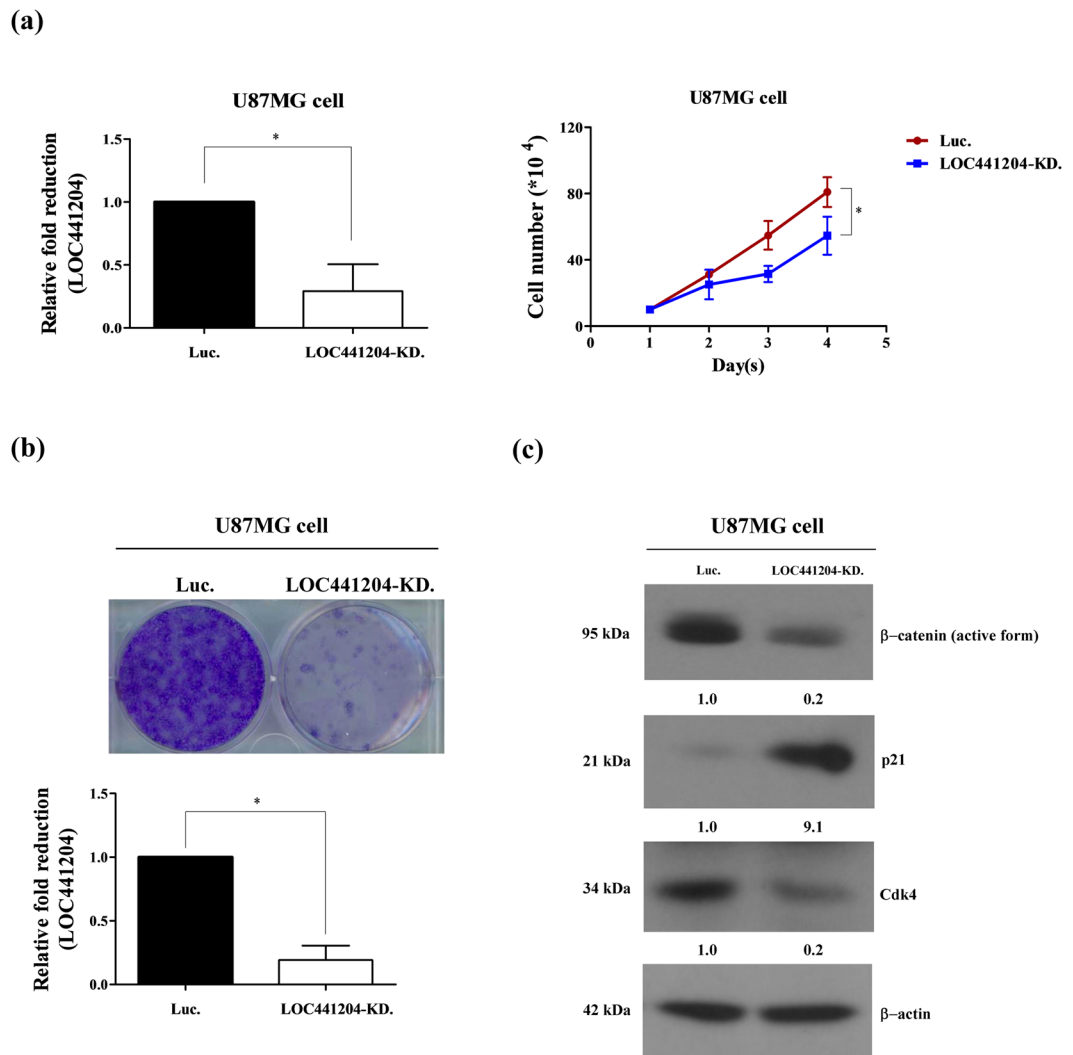 (a)
U87MG cell
*
Relative fold reduction
(LOC441204)
1.5
1.0
0.5
0.0
Luc.
LOC441204-KD.
U87MG cell
Cell number (*10 4)
120
80
40
0
0
1
2
3
4
5
Day(s)
*
Luc.
LOC441204-KD.
(b)
U87MG cell
Luc.
LOC441204-KD.
*
Relative fold reduction
(LOC441204)
1.5
1.0
0.5
0.0
Luc.
LOC441204-KD.
(c)
U87MG cell
Luc.
LOC441204-KD.
95 kDa
β−catenin (active form)
1.0
0.2
21 kDa
p21
1.0
9.1
34 kDa
Cdk4
1.0
0.2
42 kDa
β−actin